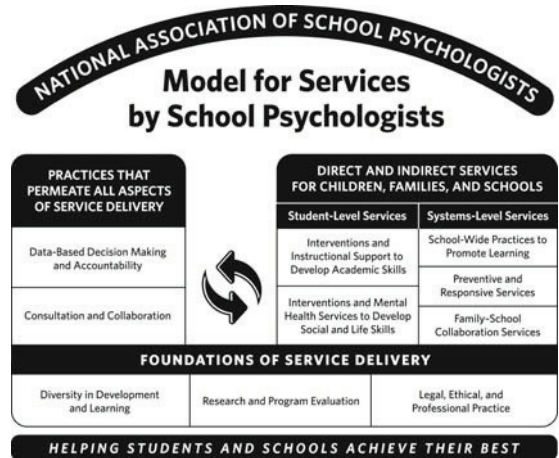 NATIONAL ASSOCIATION OF SCHOOL PSYCHOLOGISTS
Model for Services
by School Psychologists
PRACTICES THAT
PERMEATE ALL ASPECTS
OF SERVICE DELIVERY
Data-Based Decision Making
and Accountability
Consultation and Collaboration
DIRECT AND INDIRECT SERVICES
FOR CHILDREN, FAMILIES, AND SCHOOLS
Student-Level Services
Interventions and
Instructional Support to
Develop Academic Skills
Interventions and Mental
Health Services to Develop
Social and Life Skills
Systems-Level Services
School-Wide Practices to
Promote Learning
Preventive and
Responsive Services
Family–School
Collaboration Services
FOUNDATIONS OF SERVICE DELIVERY
Diversity in Development
and Learning
Research and Program Evaluation
Legal, Ethical, and
Professional Practice
HELPING STUDENTS AND SCHOOLS ACHIEVE THEIR BEST